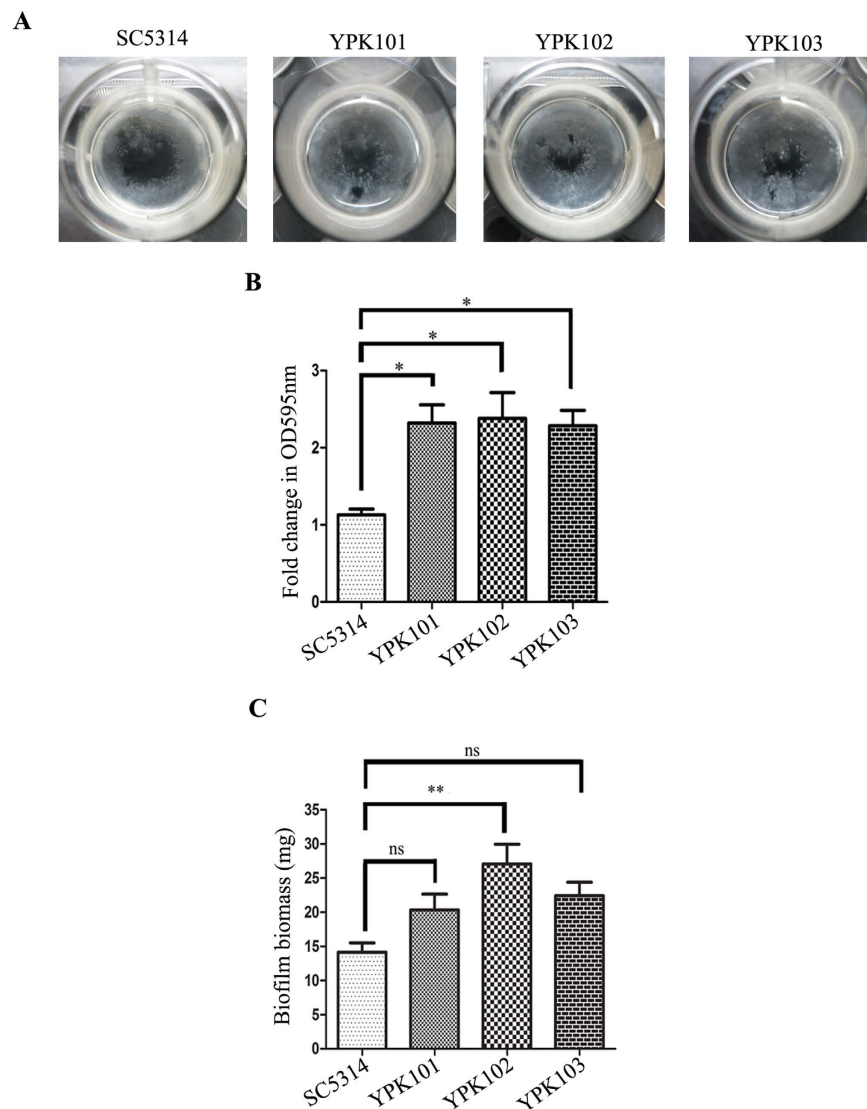 A
SC5314 YPK101 YPK102 YPK103
B
*
*
*
Fold change in OD595nm
3
2
1
0
SC5314 YPK101 YPK102 YPK103
C
ns
**
ns
Biofilm biomass (mg)
35
30
25
20
15
10
5
0
SC5314 YPK101 YPK102 YPK103